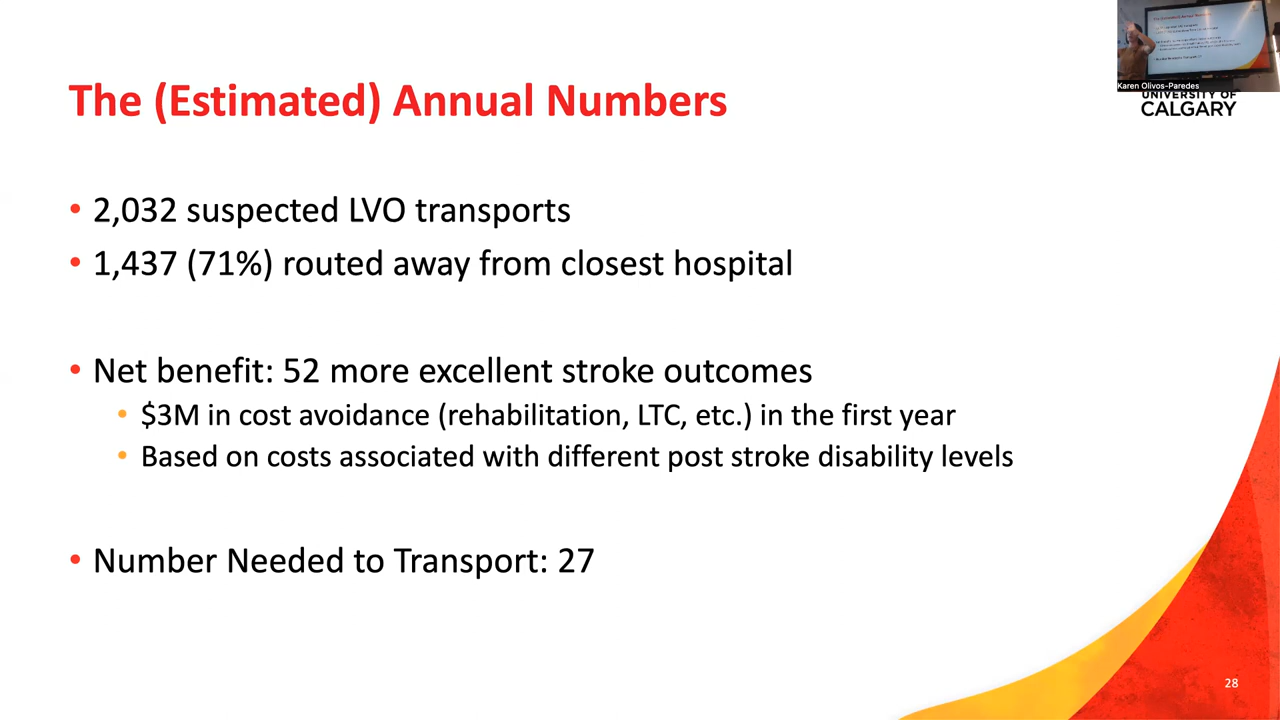 The (Estimated) Annual Numbers
Karen Olivos-Paredes
UNIVERSITY OF
CALGARY
• 2,032 suspected LVO transports
• 1,437 (71%) routed away from closest hospital
• Net benefit: 52 more excellent stroke outcomes
• $3M in cost avoidance (rehabilitation, LTC, etc.) in the first year
• Based on costs associated with different post stroke disability levels
• Number Needed to Transport: 27
28